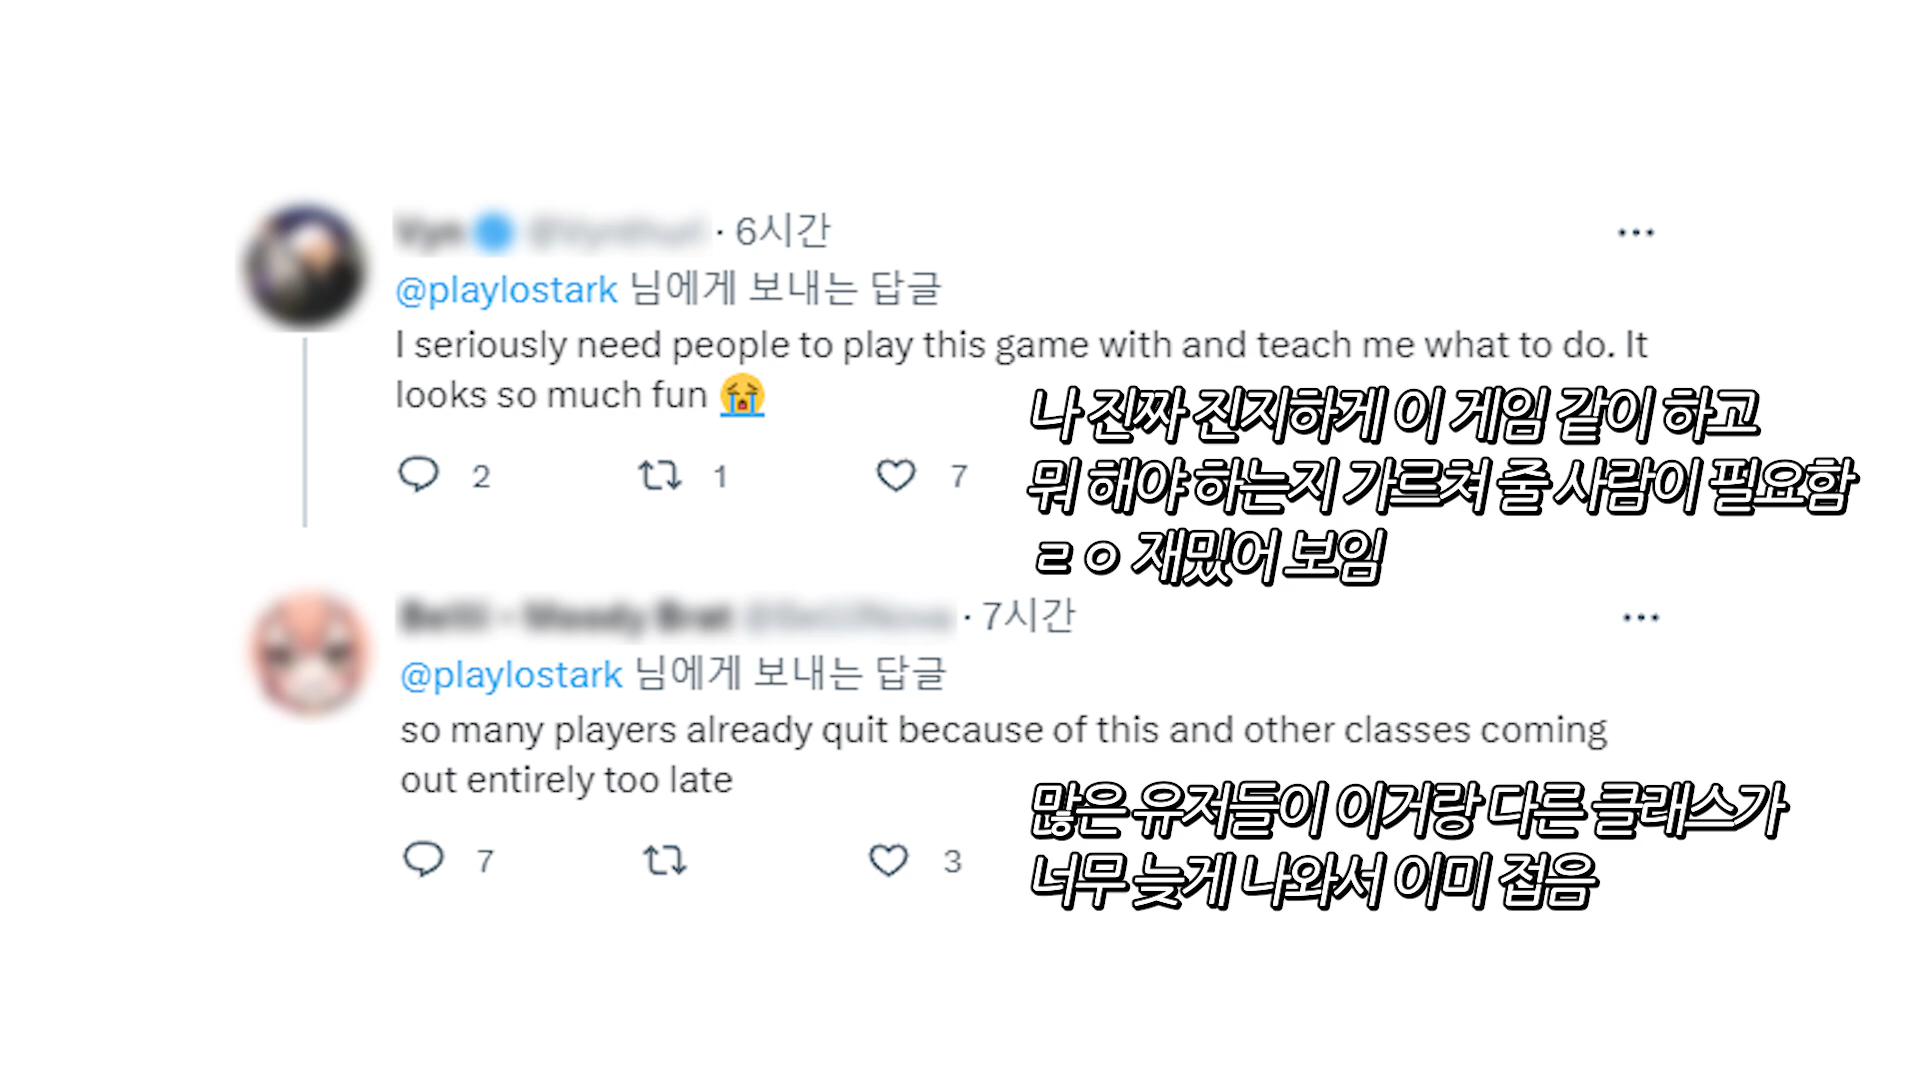 · 6시간
@playlostark 님에게 보내는 답글
I seriously need people to play this game with and teach me what to do. It
looks so much fun 😭
나 진짜 진지하게 이 게임 같이 하고
뭐 해야 하는지 가르쳐 줄 사람이 필요함
ㄹㅇ 재밌어 보임
2 1 7
· 7시간
@playlostark 님에게 보내는 답글
so many players already quit because of this and other classes coming
out entirely too late
많은 유저들이 이거랑 다른 클래스가
너무 늦게 나와서 이미 접음
7 3